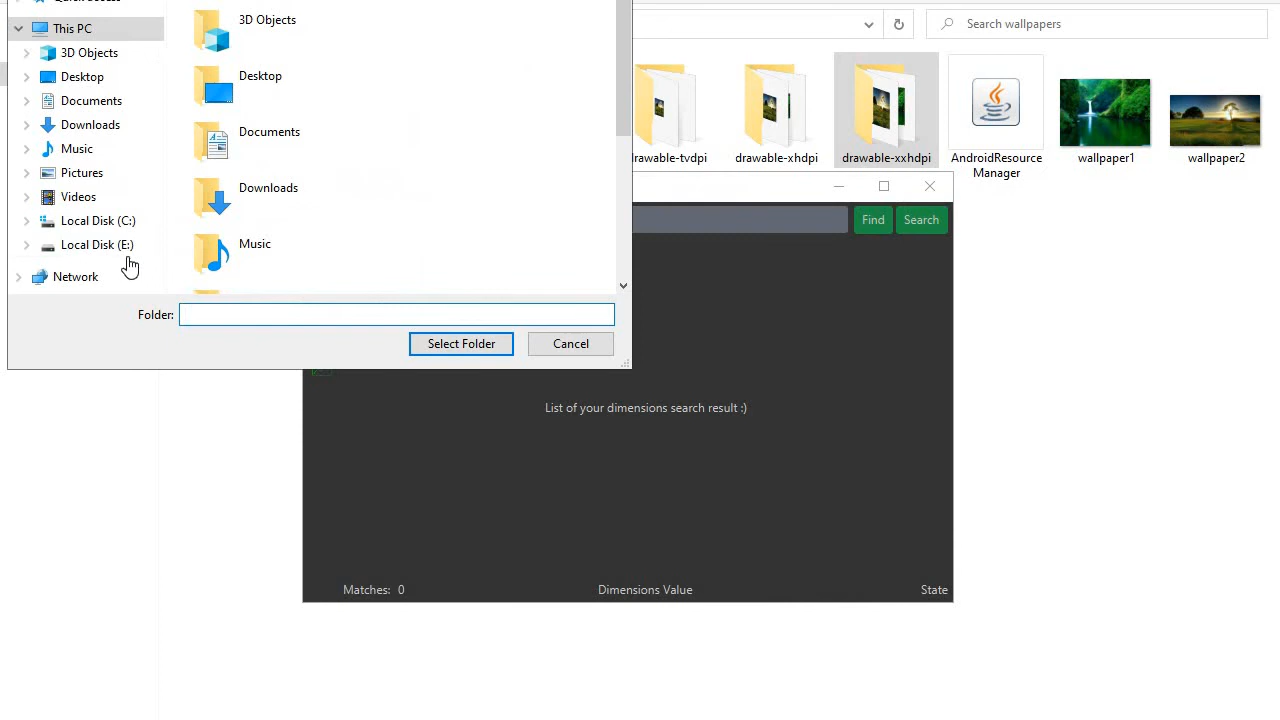 Quick access
This PC
3D Objects
Desktop
Documents
Downloads
Music
Pictures
Videos
Local Disk (C:)
Local Disk (E:)
Network
3D Objects
Desktop
Documents
Downloads
Music
Folder:
Select Folder
Cancel
Search wallpapers
drawable-tvdpi
drawable-xhdpi
drawable-xxhdpi
AndroidResource
Manager
wallpaper1
wallpaper2
Find
Search
List of your dimensions search result :)
Matches: 0
Dimensions Value
State